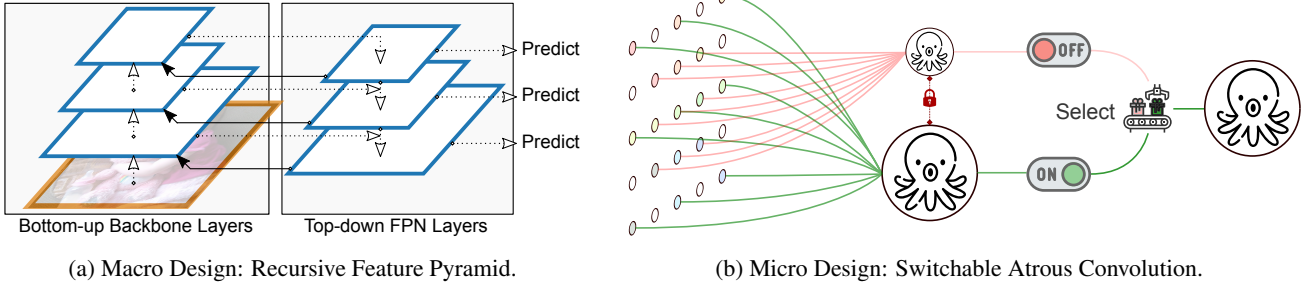 Predict
Predict
Predict
Bottom-up Backbone Layers
Top-down FPN Layers
(a) Macro Design: Recursive Feature Pyramid.
OFF
Select
ON
(b) Micro Design: Switchable Atrous Convolution.